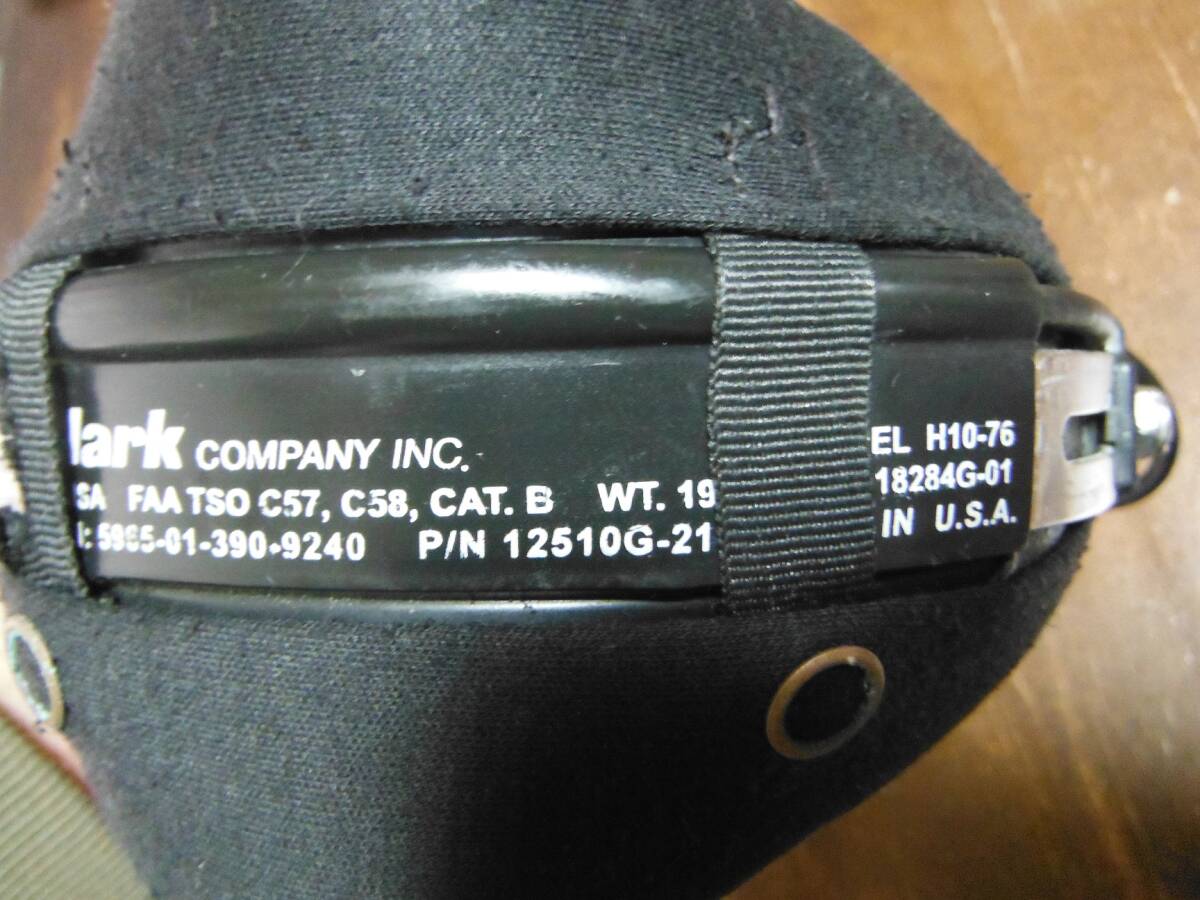 lark COMPANY INC. EL H10-76
SA FAA TSO C57, C58, CAT. B WT. 19 18284G-01
: 5965-01-390-9240 P/N 12510G-21 IN U.S.A.